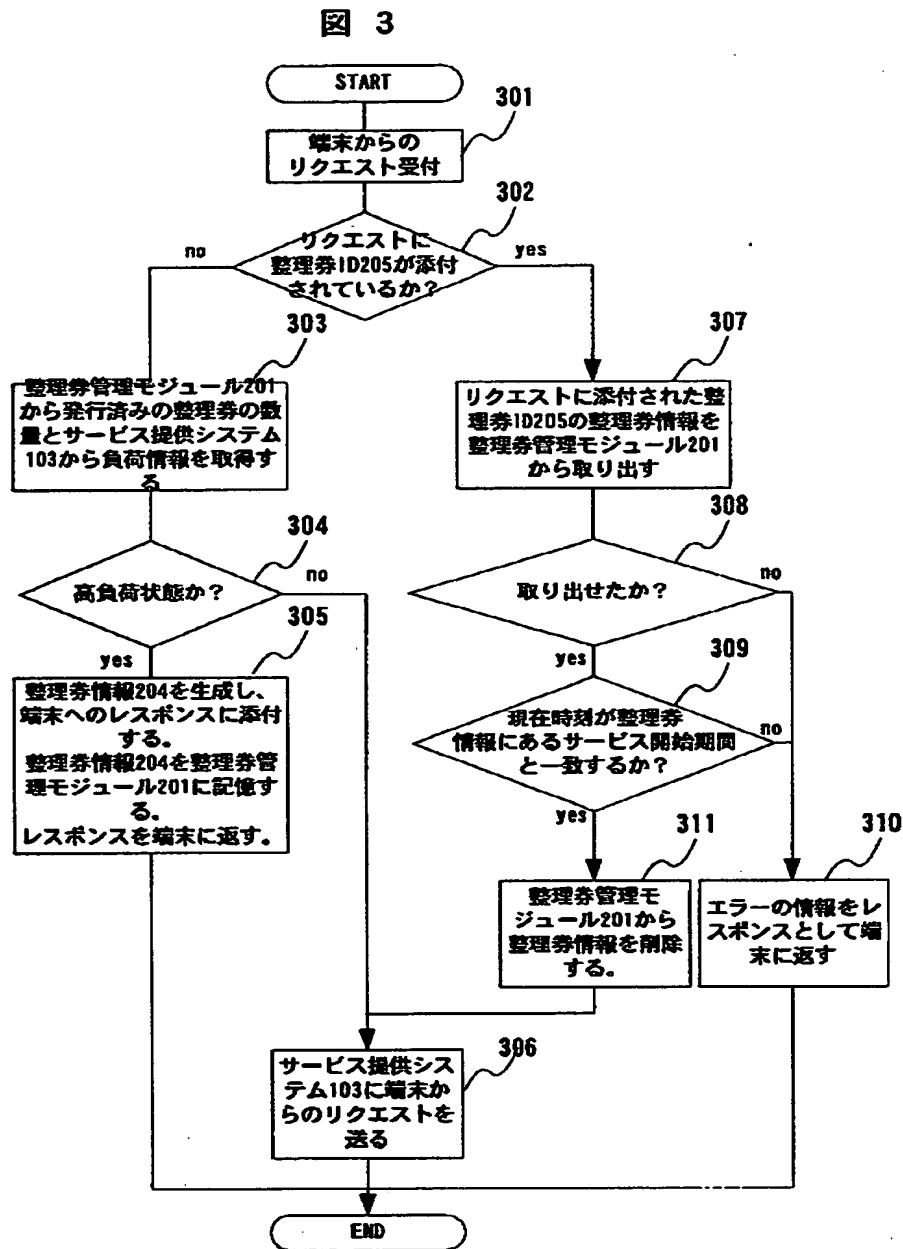 図 3
START
301
端末からの
リクエスト受付
302
リクエストに
整理券ID205が添付
されているか?
no
yes
303
整理券管理モジュール201
から発行済みの整理券の数
量とサービス提供システム
103から負荷情報を取得す
る
307
リクエストに添付された整
理券ID205の整理券情報を
整理券管理モジュール201
から取り出す
304
高負荷状態か?
no
yes
308
取り出せたか?
no
yes
305
整理券情報204を生成し、
端末へのレスポンスに添付
する。
整理券情報204を整理券管
理モジュール201に記憶す
る。
レスポンスを端末に返す。
309
現在時刻が整理券
情報にあるサービス開始期間
と一致するか?
no
yes
311
整理券管理モ
ジュール201から
整理券情報を削除
する。
310
エラーの情報をレ
スポンスとして端末
に返す
306
サービス提供シス
テム103に端末か
らのリクエストを
送る
END